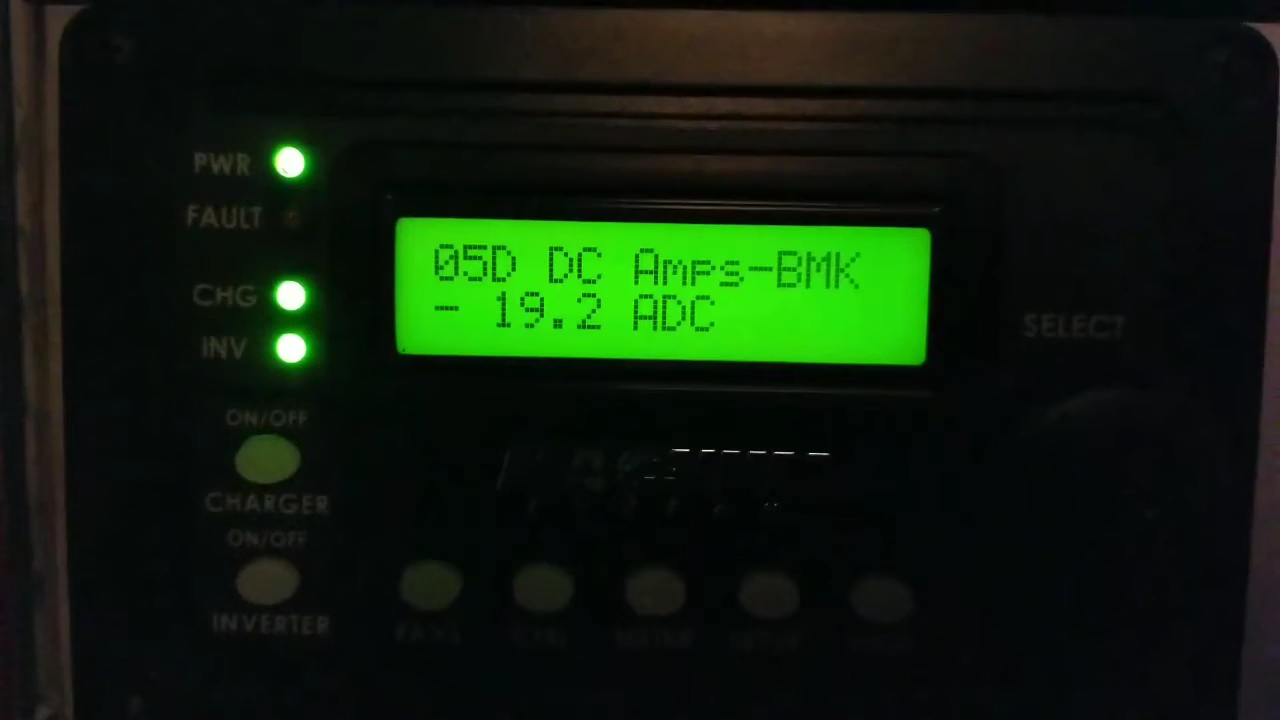 PWR
FAULT
05D DC Amps-BMK
- 19.2 ADC
CHG
INV
SELECT
ON/OFF
CHARGER
ON/OFF
INVERTER